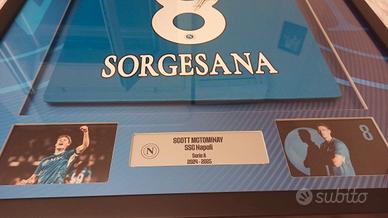 8
SORGESANA
SCOTT MCTOMINAY
SSC Napoli
Serie A
2024 - 2025
8
subito